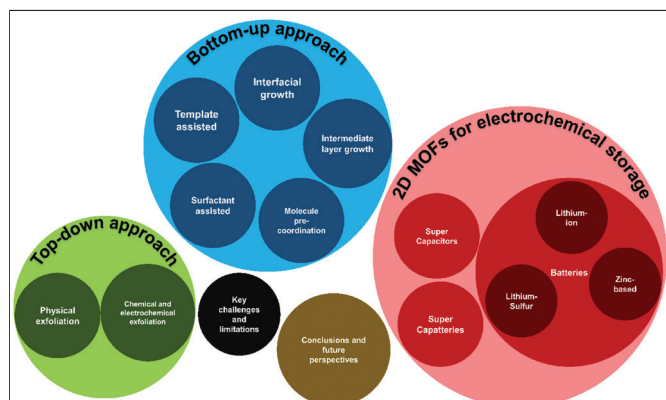 Bottom-up approach
Interfacial
growth
Template
assisted
Intermediate
layer growth
Surfactant
assisted
Molecule pre-
coordination
Top-down approach
Physical
exfoliation
Chemical and
electrochemical
exfoliation
Key
challenges
and
limitations
Conclusions and
future
perspectives
2D MOFs for electrochemical storage
Super
Capacitors
Super
Capatteries
Batteries
Lithium-
Ion
Zinc-
based
Lithium-
Sulfur